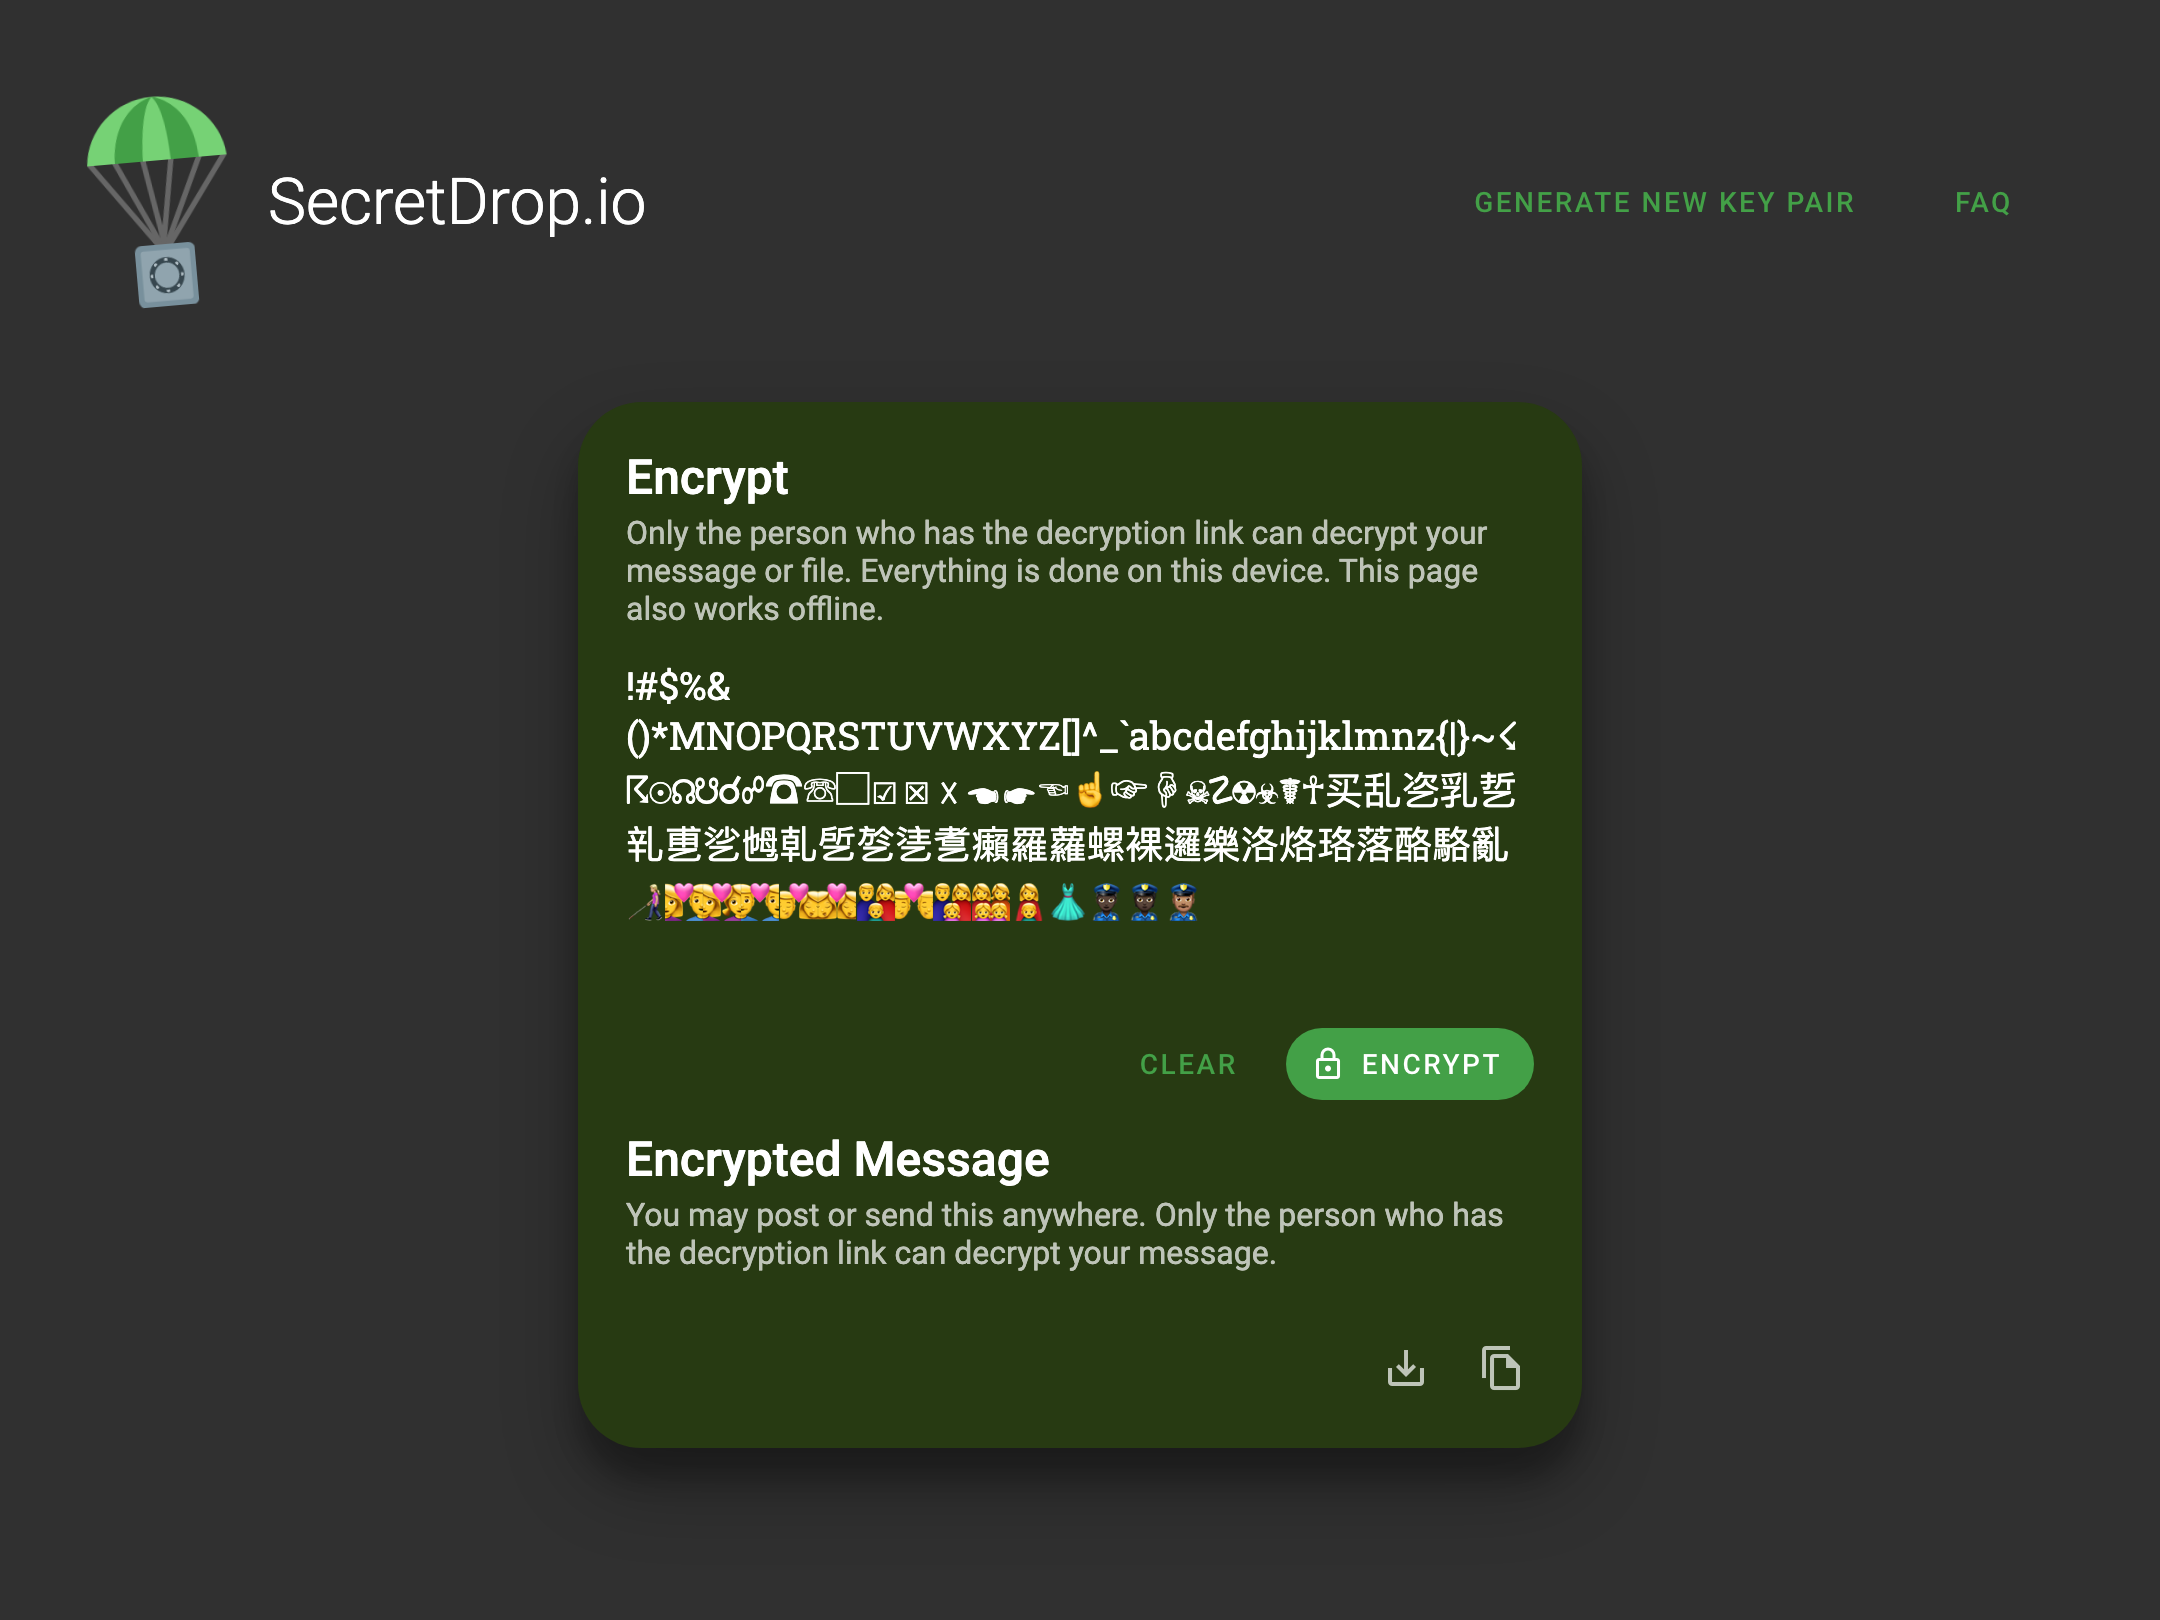 SecretDrop.io
GENERATE NEW KEY PAIR
FAQ
Encrypt
Only the person who has the decryption link can decrypt your
message or file. Everything is done on this device. This page
also works offline.
!#$%&
()*MNOPQRSTUVWXYZ[]^_`abcdefghijklmnz{|}~☇
☈☉☊☋☌☍☎☏☐☑☒☓☚☛☜☝☞☟☠☡☢☣☤☥买乱乲乳乴
乵乶乷乸乹乺乻乼乽癩羅蘿螺裸邏樂洛烙珞落酪駱亂
CLEAR
ENCRYPT
Encrypted Message
You may post or send this anywhere. Only the person who has
the decryption link can decrypt your message.